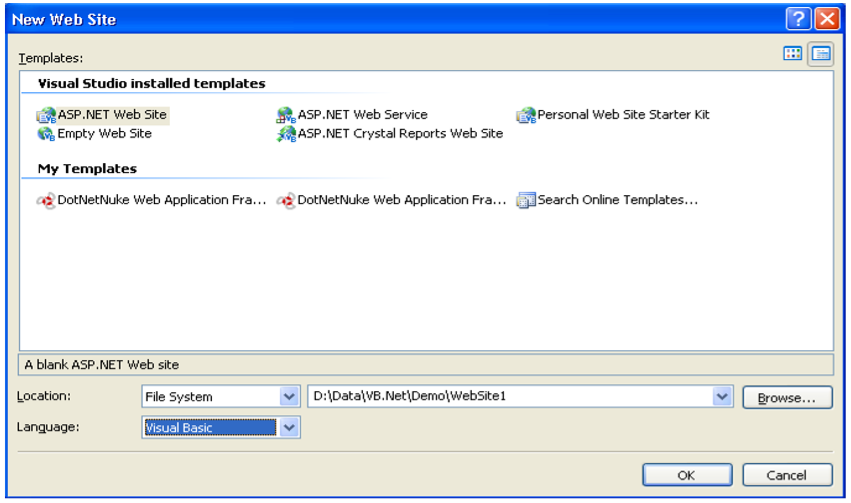 New Web Site
Templates:
Visual Studio installed templates
ASP.NET Web Site ASP.NET Web Service Personal Web Site Starter Kit
Empty Web Site ASP.NET Crystal Reports Web Site
My Templates
DotNetNuke Web Application Fra... DotNetNuke Web Application Fra... Search Online Templates...
A blank ASP.NET Web site
Location: File System D:\Data\VB.Net\Demo\WebSite1 Browse...
Language: Visual Basic
OK Cancel